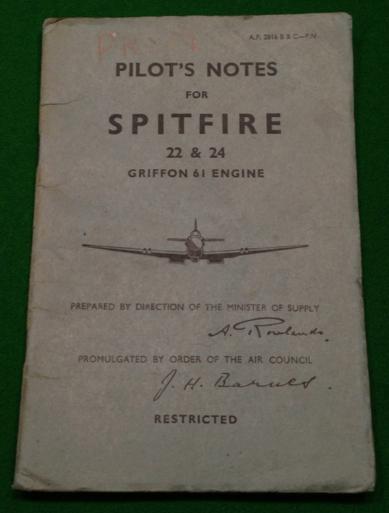 A.P. 2816 B & C—P.N.
PILOT'S NOTES
FOR
SPITFIRE
22 & 24
GRIFFON 61 ENGINE
PREPARED BY DIRECTION OF THE MINISTER OF SUPPLY
A. Rowlands.
PROMULGATED BY ORDER OF THE AIR COUNCIL
J. H. Barnes.
RESTRICTED